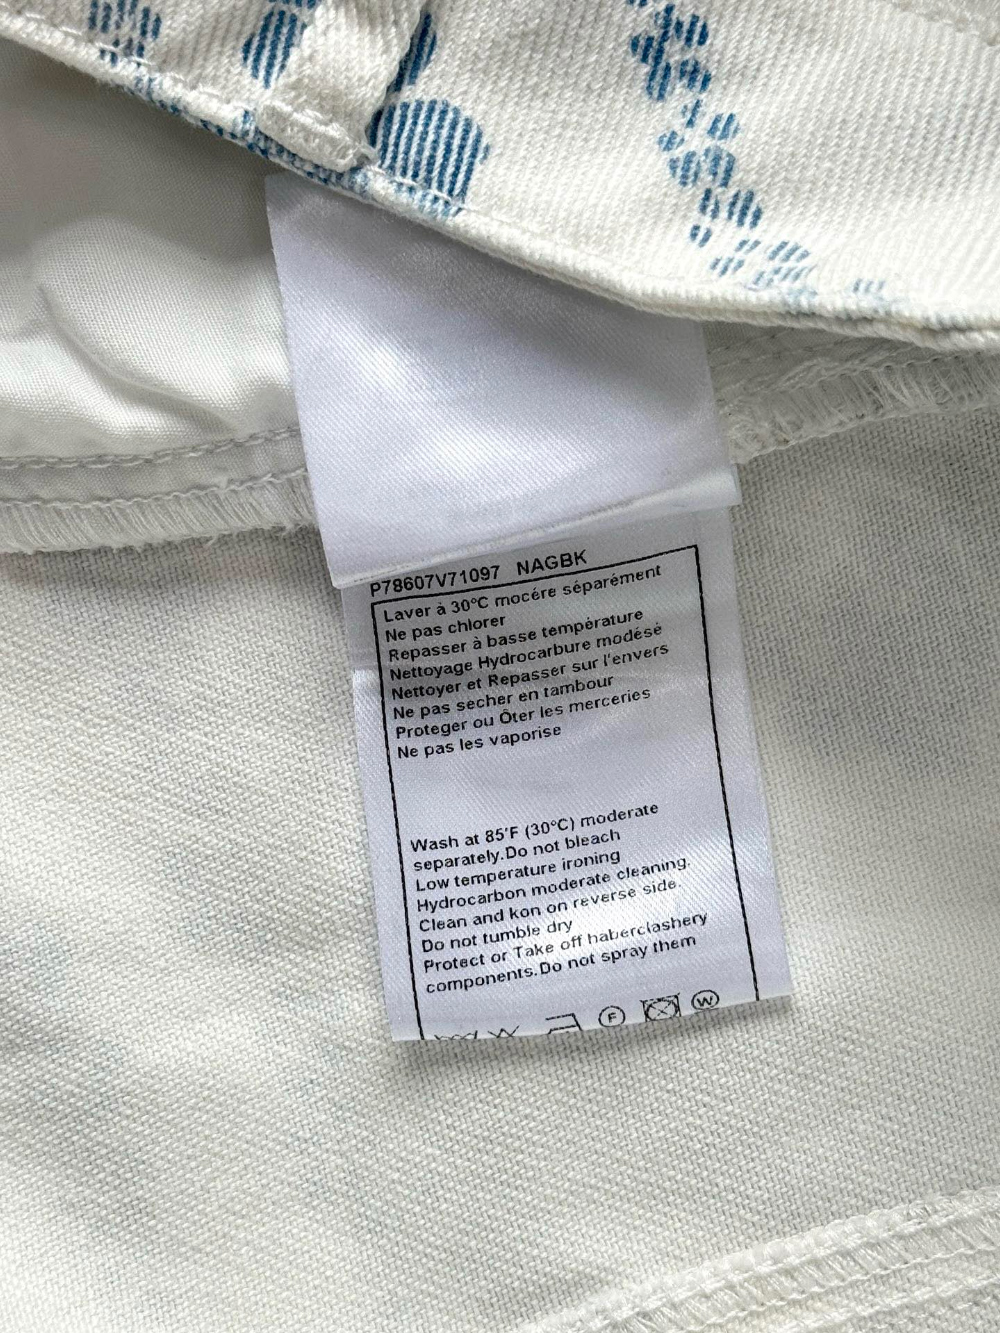 P78607V71097 NAGBK
Laver à 30°C mocére séparément
Ne pas chlorer
Repasser à basse température
Nettoyage Hydrocarbure modésé
Nettoyer et Repasser sur l'envers
Ne pas secher en tambour
Proteger ou Ôter les merceries
Ne pas les vaporise
Wash at 85'F (30°C) moderate
separately.Do not bleach
Low temperature ironing
Hydrocarbon moderate cleaning.
Clean and kon on reverse side.
Do not tumble dry
Protect or Take off haberclashery
components.Do not spray them
F W